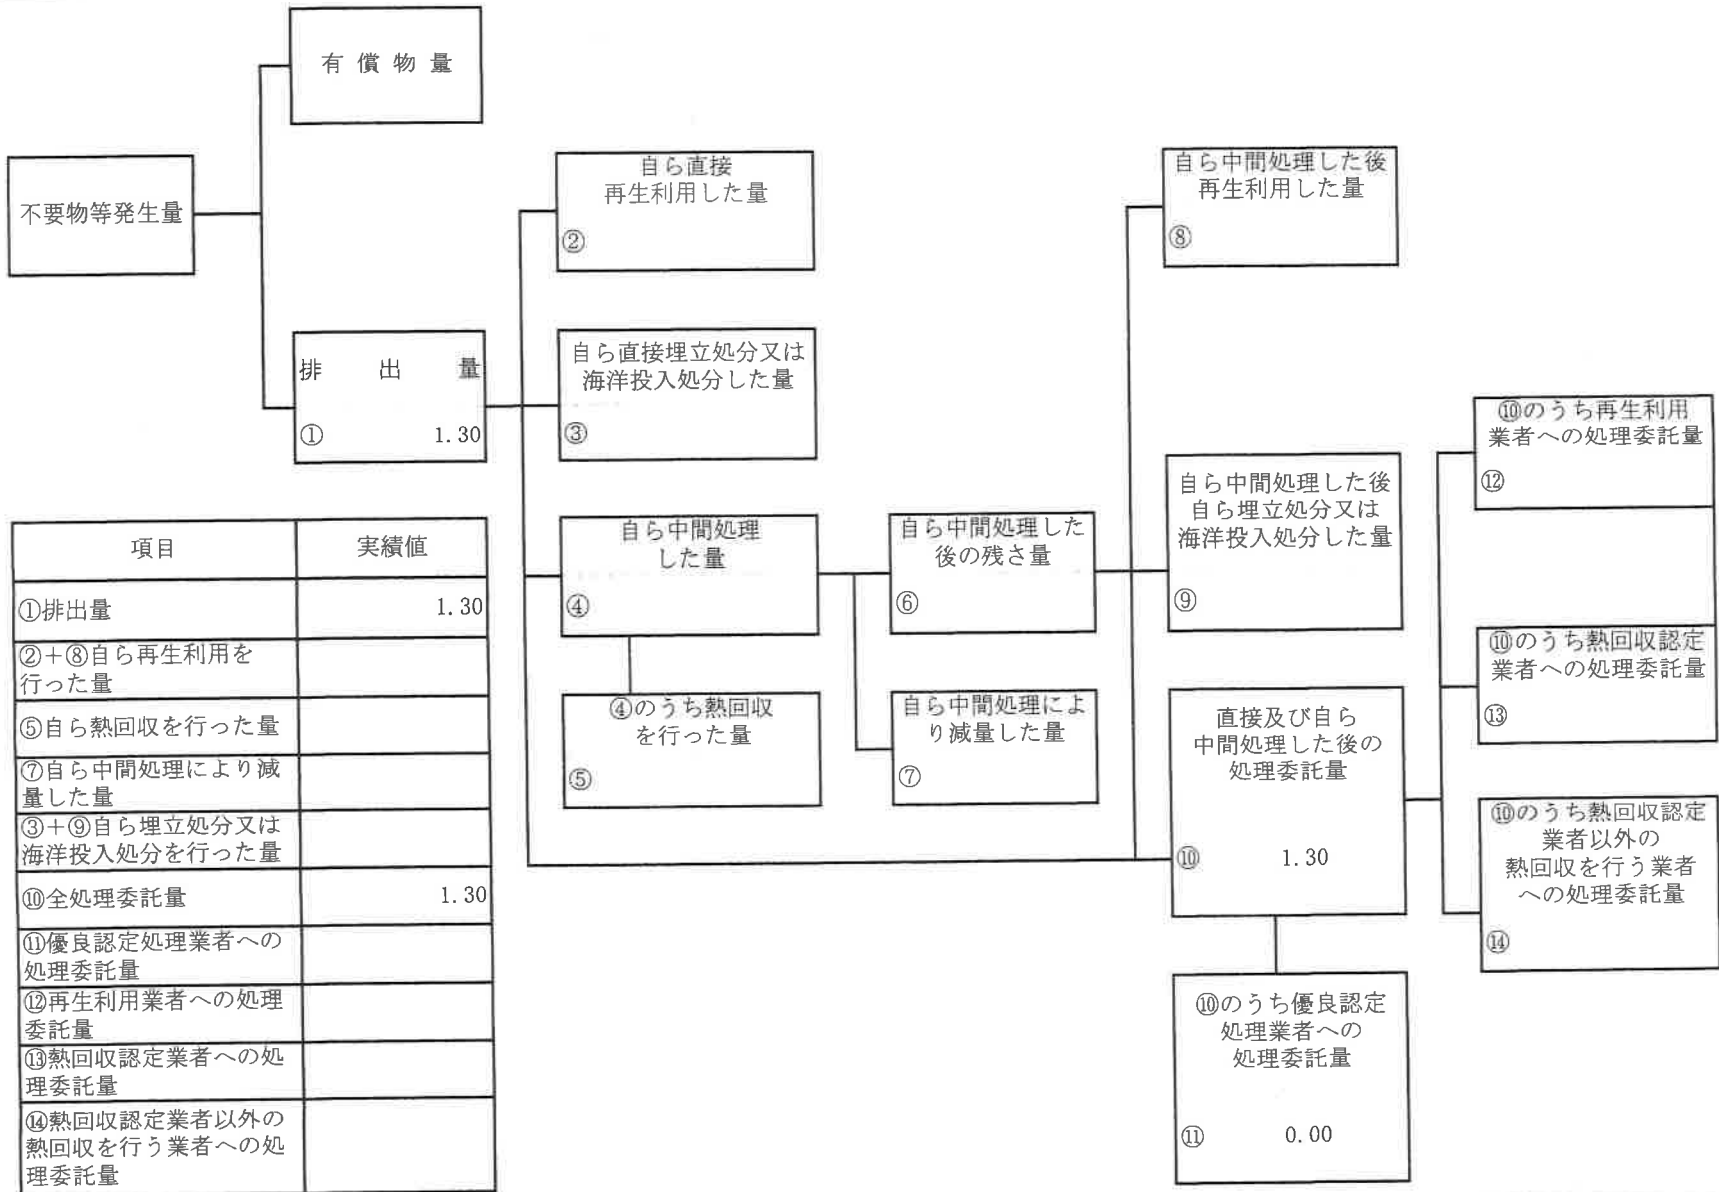 有償物量
不要物等発生量
排出量
① 1.30
自ら直接
再生利用した量
②
自ら直接埋立処分又は
海洋投入処分した量
③
自ら中間処理
した量
④
④のうち熱回収
を行った量
⑤
自ら中間処理した
後の残さ量
⑥
自ら中間処理によ
り減量した量
⑦
自ら中間処理した後
再生利用した量
⑧
自ら中間処理した後
自ら埋立処分又は
海洋投入処分した量
⑨
直接及び自ら
中間処理した後の
処理委託量
⑩ 1.30
⑩のうち優良認定
処理業者への
処理委託量
⑪ 0.00
⑩のうち再生利用
業者への処理委託量
⑫
⑩のうち熱回収認定
業者への処理委託量
⑬
⑩のうち熱回収認定
業者以外の
熱回収を行う業者
への処理委託量
⑭
項目 実績値
①排出量 1.30
②+⑧自ら再生利用を
行った量
⑤自ら熱回収を行った量
⑦自ら中間処理により減
量した量
③+⑨自ら埋立処分又は
海洋投入処分を行った量
⑩全処理委託量 1.30
⑪優良認定処理業者への
処理委託量
⑫再生利用業者への処理
委託量
⑬熱回収認定業者への処
理委託量
⑭熱回収認定業者以外の
熱回収を行う業者への処
理委託量